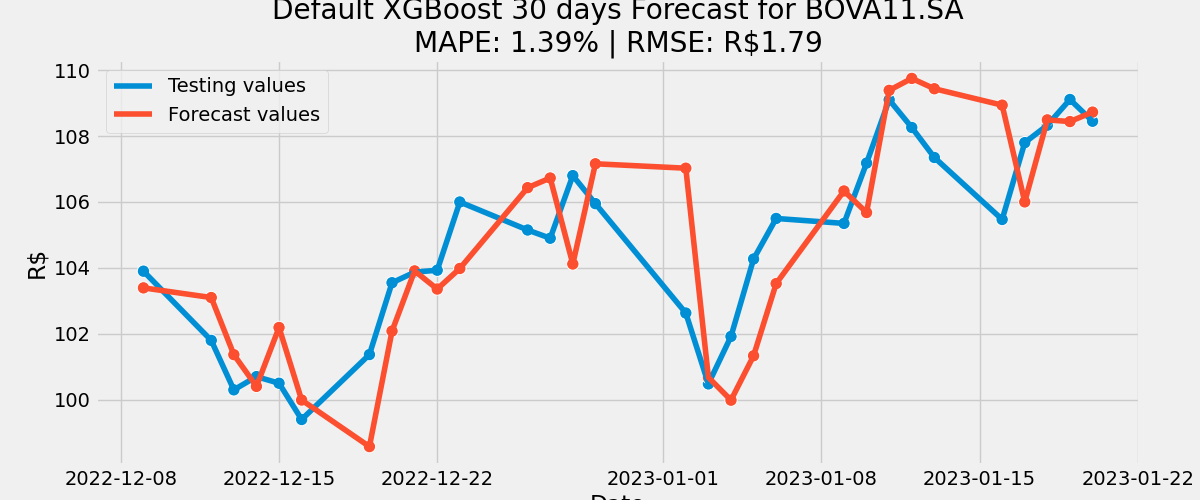 Default XGBoost 30 days Forecast for BOVA11.SA
MAPE: 1.39% | RMSE: R$1.79
Testing values
Forecast values
R$
110
108
106
104
102
100
2022-12-08 2022-12-15 2022-12-22 2023-01-01 2023-01-08 2023-01-15 2023-01-22
Date